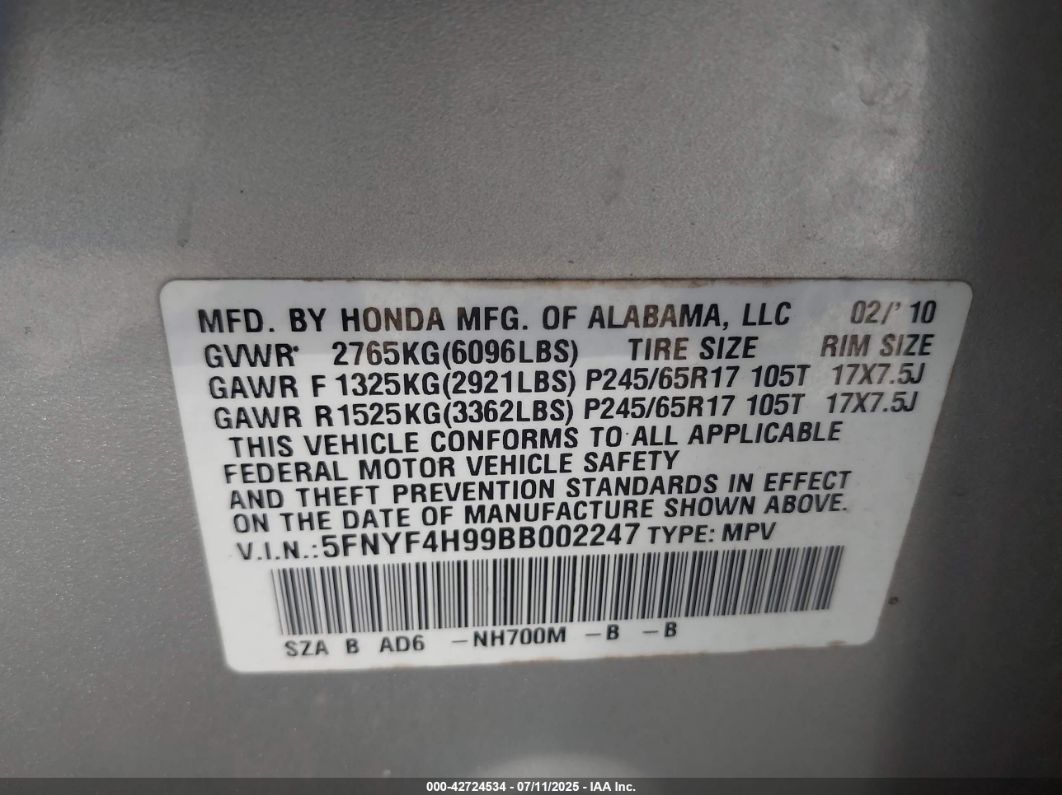 MFD. BY HONDA MFG. OF ALABAMA, LLC 02/' 10
GVWR 2765KG(6096LBS) TIRE SIZE RIM SIZE
GAWR F 1325KG(2921LBS) P245/65R17 105T 17X7.5J
GAWR R 1525KG(3362LBS) P245/65R17 105T 17X7.5J
THIS VEHICLE CONFORMS TO ALL APPLICABLE
FEDERAL MOTOR VEHICLE SAFETY
AND THEFT PREVENTION STANDARDS IN EFFECT
ON THE DATE OF MANUFACTURE SHOWN ABOVE.
V.I.N.:5FNYF4H99BB002247 TYPE: MPV
SZA B AD6 –NH700M –B –B
000-42724534 - 07/11/2025 - IAA Inc.